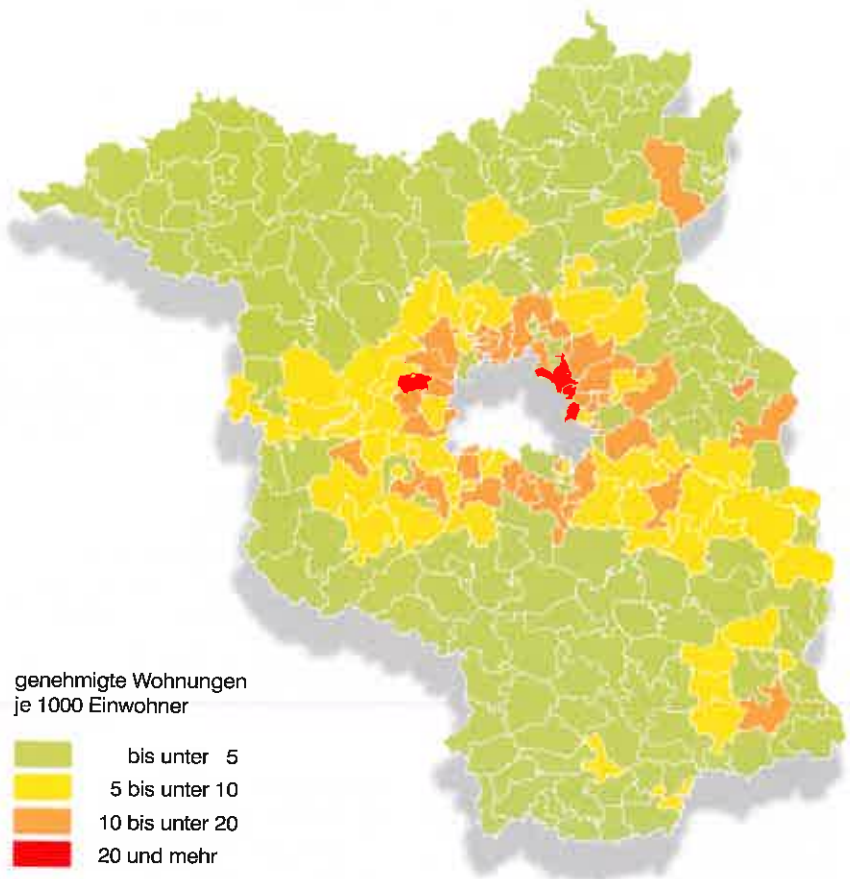 genehmigte Wohnungen
je 1000 Einwohner
bis unter 5
5 bis unter 10
10 bis unter 20
20 und mehr